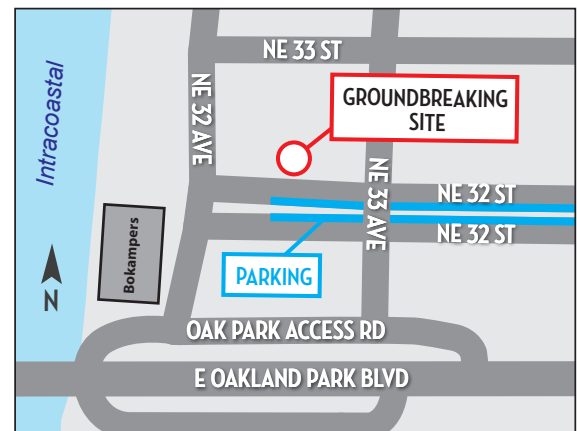 NE 33 ST
Intracoastal
NE 32 AVE
GROUNDBREAKING
SITE
NE 33 AVE
NE 32 ST
NE 32 ST
Bokampers
N
PARKING
OAK PARK ACCESS RD
E OAKLAND PARK BLVD